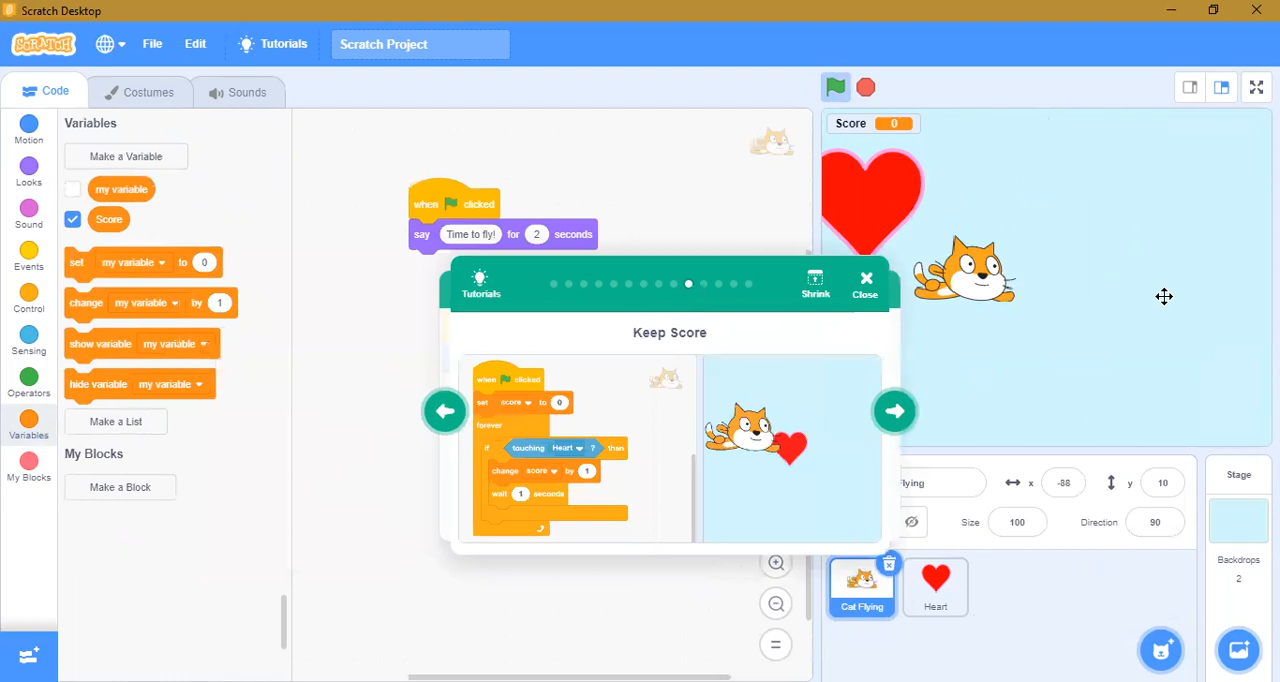 Scratch Desktop
SCRATCH
File
Edit
Tutorials
Scratch Project
Code
Costumes
Sounds
Motion
Looks
Sound
Events
Control
Sensing
Operators
Variables
My Blocks
Variables
Make a Variable
my variable
Score
set my variable to 0
change my variable by 1
show variable my variable
hide variable my variable
Make a List
My Blocks
Make a Block
when clicked
say Time to fly! for 2 seconds
Tutorials
Shrink
Close
Keep Score
when clicked
set score to 0
forever
if touching Heart ? then
change score by 1
wait 1 seconds
Score 0
Flying
x -88
y 10
Size 100
Direction 90
Cat Flying
Heart
Stage
Backdrops
2